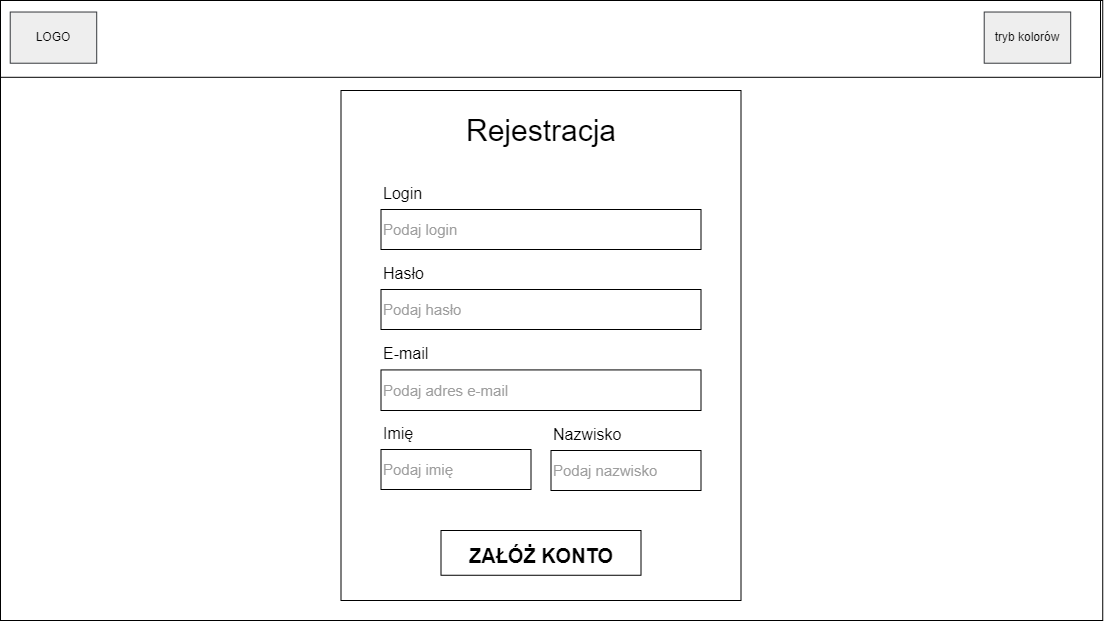 LOGO
tryb kolorów
Rejestracja
Login
Podaj login
Hasło
Podaj hasło
E-mail
Podaj adres e-mail
Imię
Nazwisko
Podaj imię
Podaj nazwisko
ZAŁÓŻ KONTO